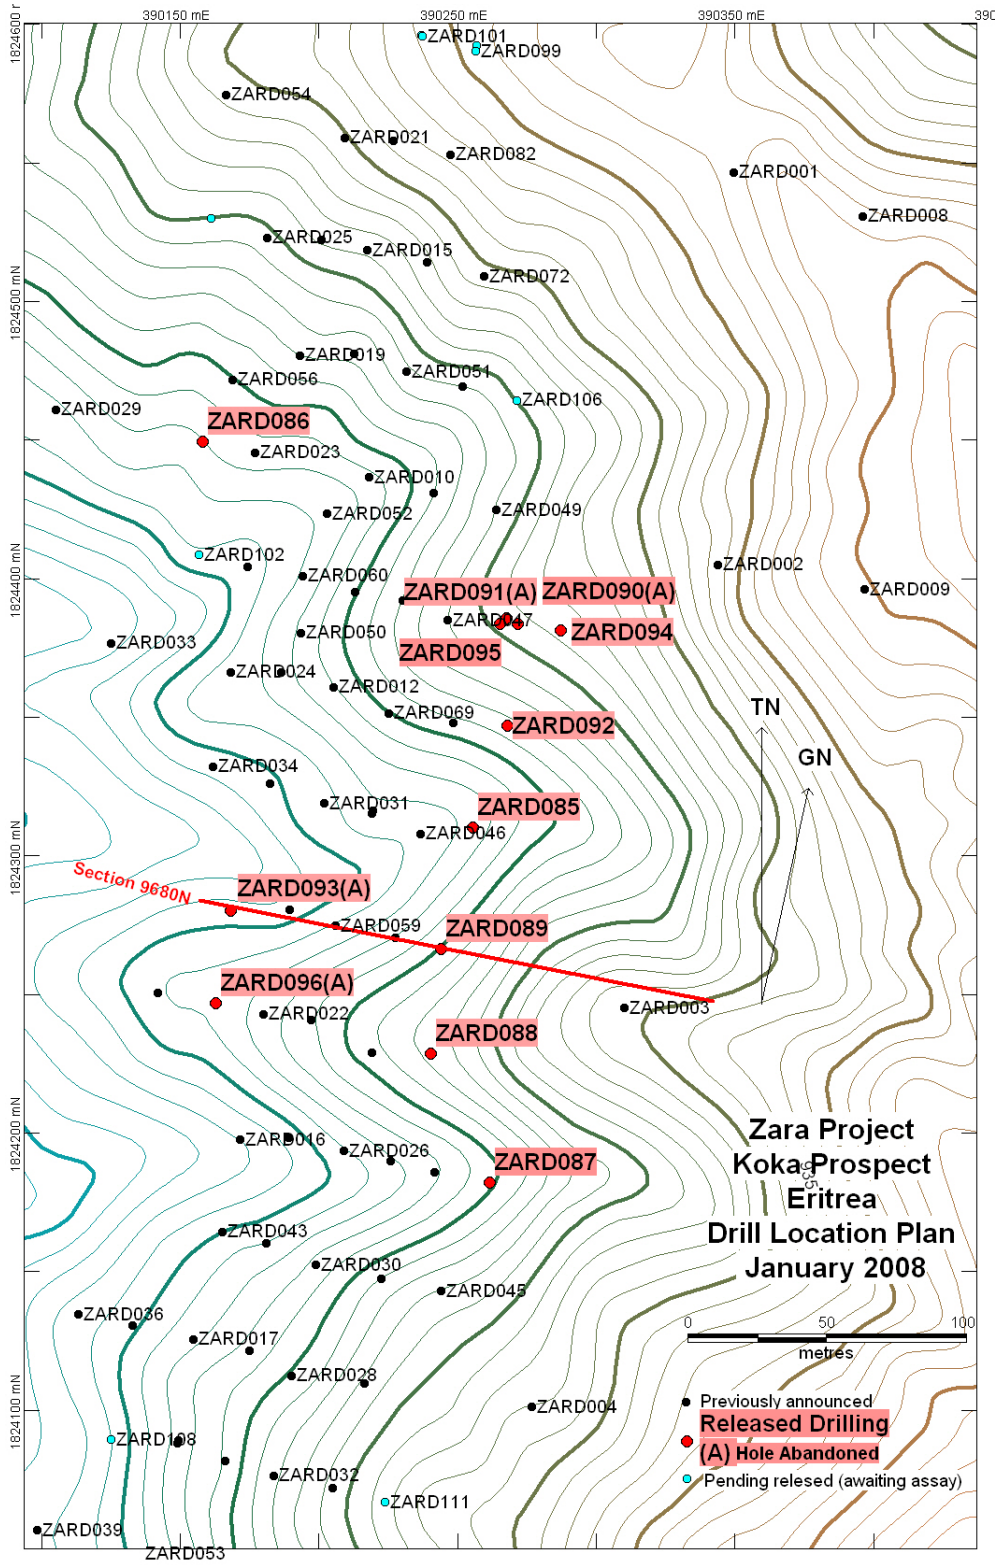 390150 mE
390250 mE
390350 mE
390
1824600 r
ZARD101
ZARD099
ZARD054
ZARD021
ZARD082
ZARD001
ZARD008
ZARD025
ZARD015
ZARD072
1824500 mN
ZARD019
ZARD056
ZARD051
ZARD029
ZARD106
ZARD086
ZARD023
ZARD010
ZARD052
ZARD049
ZARD102
1824400 mN
ZARD060
ZARD002
ZARD009
ZARD091(A)
ZARD090(A)
ZARD047
ZARD050
ZARD094
ZARD033
ZARD095
ZARD024
ZARD012
ZARD069
ZARD092
TN
GN
ZARD034
ZARD031
ZARD085
ZARD046
1824300 mN
Section 9680N
ZARD093(A)
ZARD059
ZARD089
ZARD096(A)
ZARD022
ZARD003
ZARD088
1824200 mN
ZARD016
ZARD026
ZARD087
Zara Project
Koka Prospect
935
Eritrea
Drill Location Plan
January 2008
ZARD043
ZARD030
ZARD045
ZARD036
ZARD017
0
50
100
metres
ZARD028
1824100 mN
ZARD004
Previously announced
Released Drilling
(A) Hole Abandoned
Pending relesed (awaiting assay)
ZARD108
ZARD032
ZARD111
ZARD039
ZARD053